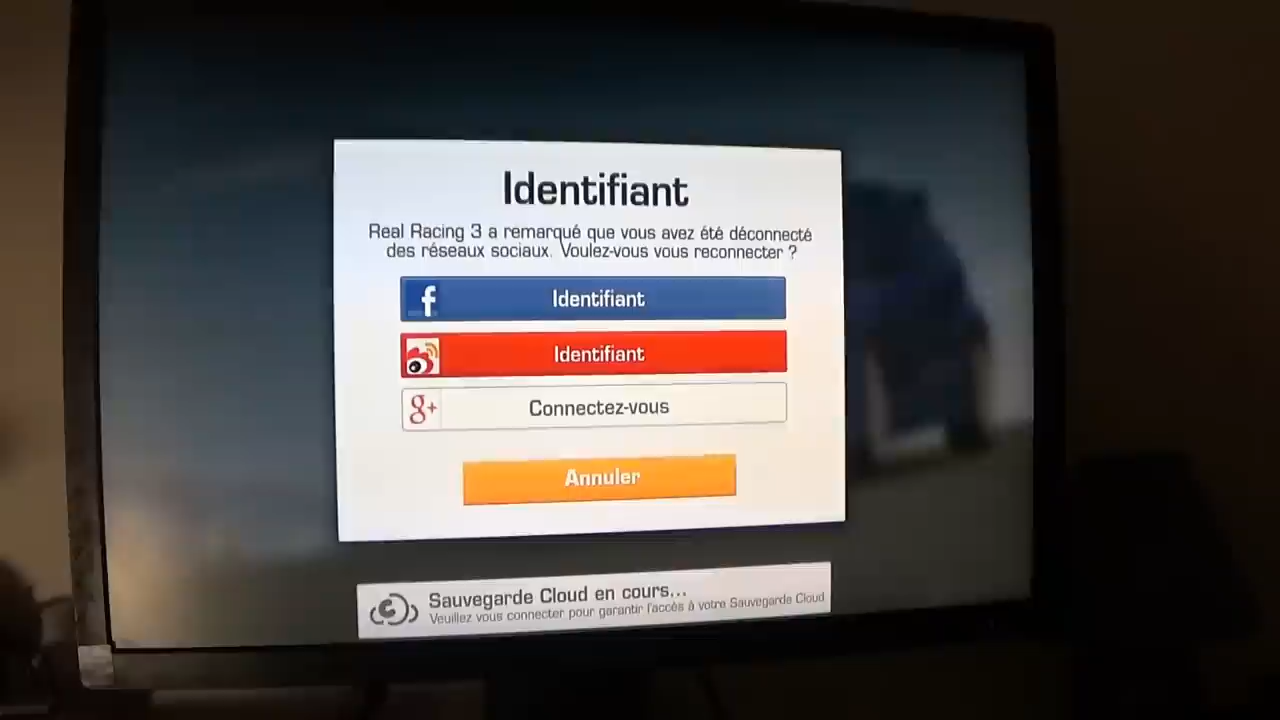 Identifiant
Real Racing 3 a remarqué que vous avez été déconnecté
des réseaux sociaux. Voulez-vous vous reconnecter ?
f Identifiant
Identifiant
g+ Connectez-vous
Annuler
Sauvegarde Cloud en cours...
Veuillez vous connecter pour garantir l'accès à votre Sauvegarde Cloud